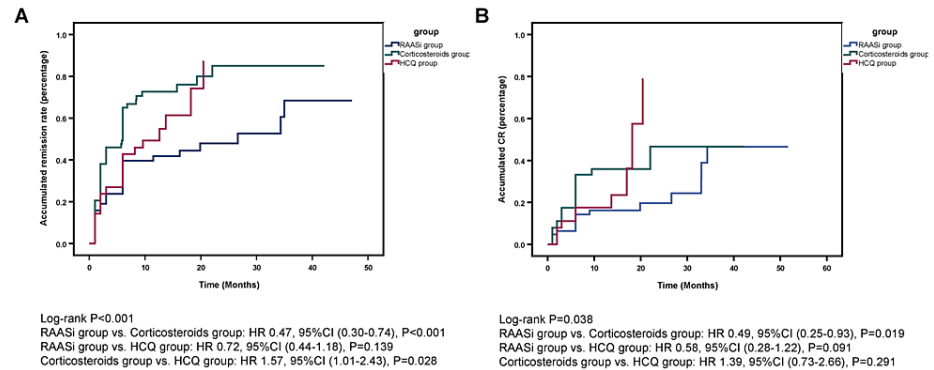 A
group
RAASi group
Corticosteroids group
HCQ group
Accumulated remission rate (percentage)
1.0
0.8
0.6
0.4
0.2
0.0
0 10 20 30 40 50
Time (Months)
Log-rank P<0.001
RAASi group vs. Corticosteroids group: HR 0.47, 95%CI (0.30-0.74), P<0.001
RAASi group vs. HCQ group: HR 0.72, 95%CI (0.44-1.18), P=0.139
Corticosteroids group vs. HCQ group: HR 1.57, 95%CI (1.01-2.43), P=0.028
B
group
RAASi group
Corticosteroids group
HCQ group
Accumulated CR (percentage)
1.0
0.8
0.6
0.4
0.2
0.0
0 10 20 30 40 50 60
Time (Months)
Log-rank P=0.038
RAASi group vs. Corticosteroids group: HR 0.49, 95%CI (0.25-0.93), P=0.019
RAASi group vs. HCQ group: HR 0.58, 95%CI (0.28-1.22), P=0.091
Corticosteroids group vs. HCQ group: HR 1.39, 95%CI (0.73-2.66), P=0.291